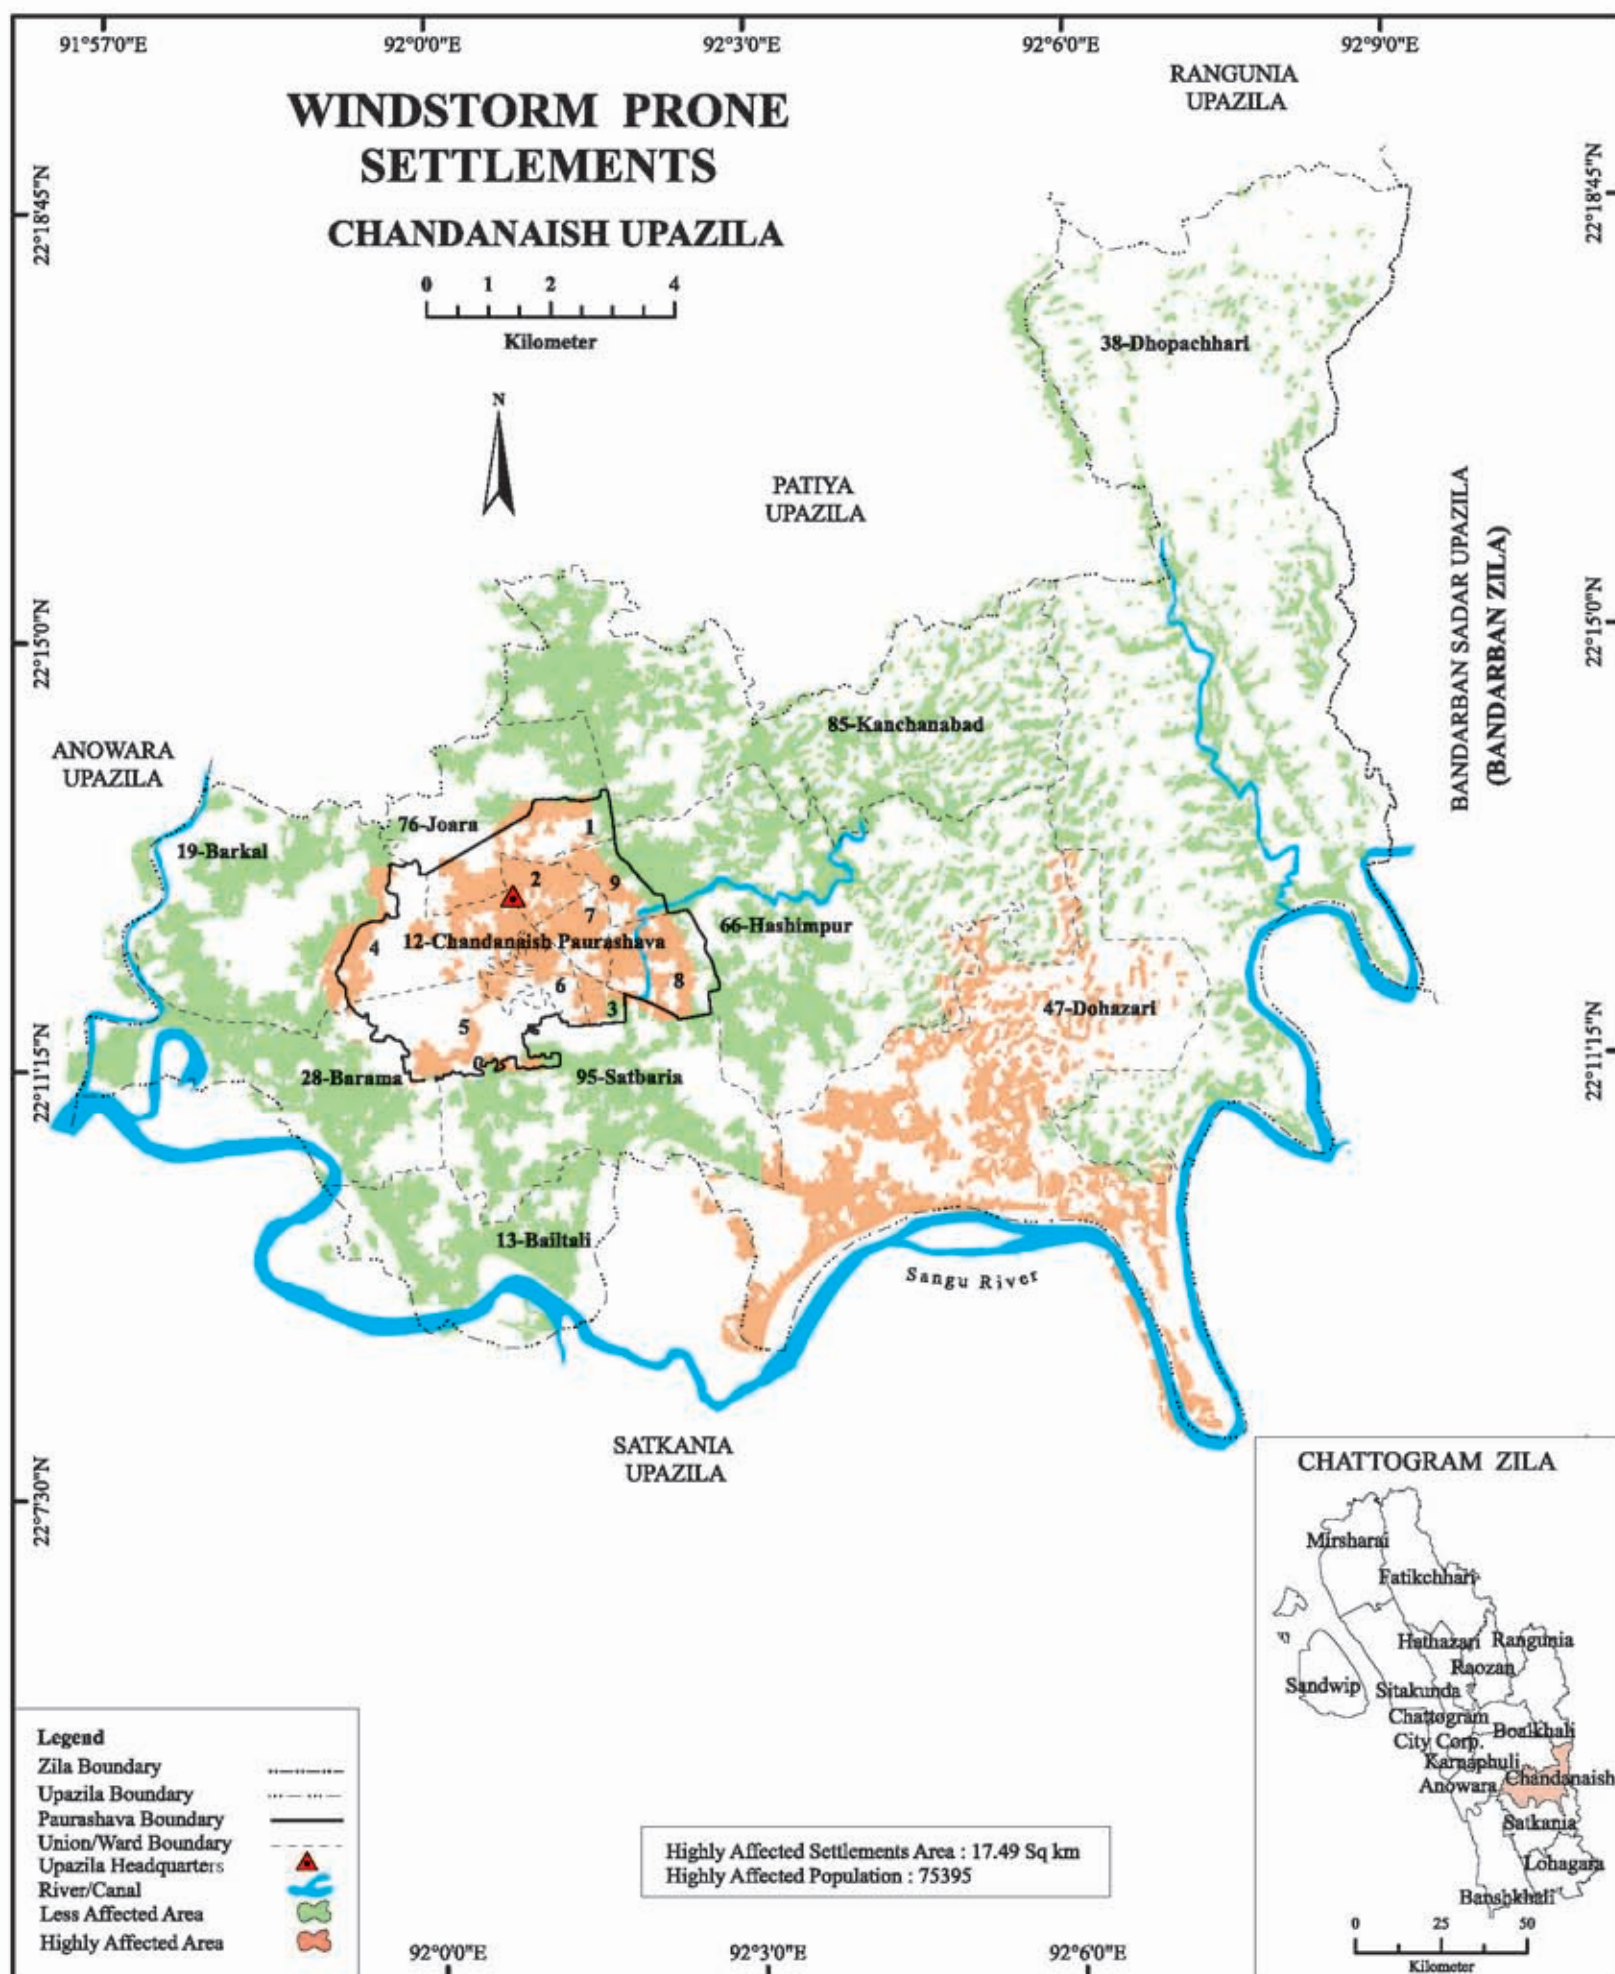 91°57'0"E
92°0'0"E
92°3'0"E
92°6'0"E
92°9'0"E
RANGUNIA
UPAZILA
WINDSTORM PRONE
SETTLEMENTS
CHANDANAISH UPAZILA
0 1 2 4
Kilometer
22°18'45"N
22°18'45"N
38-Dhopachhari
N
PATIYA
UPAZILA
BANDARBAN SADAR UPAZILA
(BANDARBAN ZILA)
22°15'0"N
22°15'0"N
85-Kanchanabad
ANOWARA
UPAZILA
76-Joara
1
19-Barkal
2
9
7
66-Hashimpur
4
12-Chandanaish Paurashava
8
6
3
47-Dohazari
5
22°11'15"N
22°11'15"N
28-Barama
95-Satbaria
13-Bailtali
Sangu River
SATKANIA
UPAZILA
22°7'30"N
CHATTOGRAM ZILA
Mirsharai
Fatikchhari
Hathazari
Rangunia
Raozan
Sandwip
Sitakunda
Chattogram
City Corp.
Boalkhali
Karnaphuli
Anowara
Chandanaish
Satkania
Lohagara
Banshkhali
0 25 50
Kilometer
Legend
Zila Boundary
Upazila Boundary
Paurashava Boundary
Union/Ward Boundary
Upazila Headquarters
River/Canal
Less Affected Area
Highly Affected Area
Highly Affected Settlements Area : 17.49 Sq km
Highly Affected Population : 75395
92°0'0"E
92°3'0"E
92°6'0"E